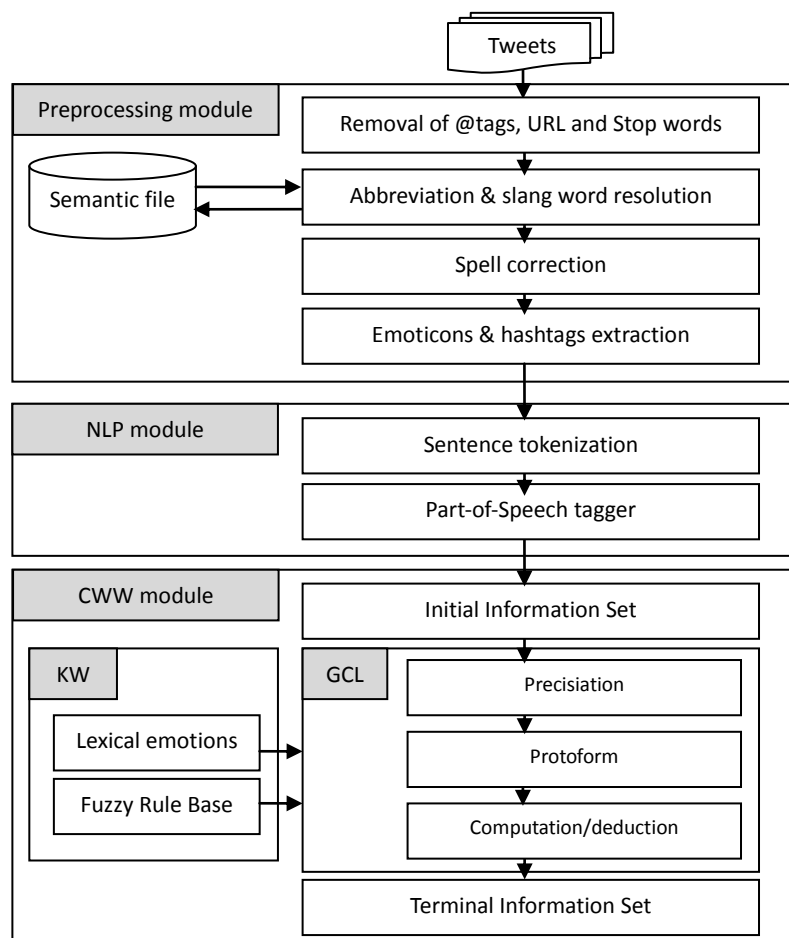 Tweets
Preprocessing module
Removal of @tags, URL and Stop words
Semantic file
Abbreviation & slang word resolution
Spell correction
Emoticons & hashtags extraction
NLP module
Sentence tokenization
Part-of-Speech tagger
CWW module
Initial Information Set
KW
GCL
Precisiation
Lexical emotions
Protoform
Fuzzy Rule Base
Computation/deduction
Terminal Information Set